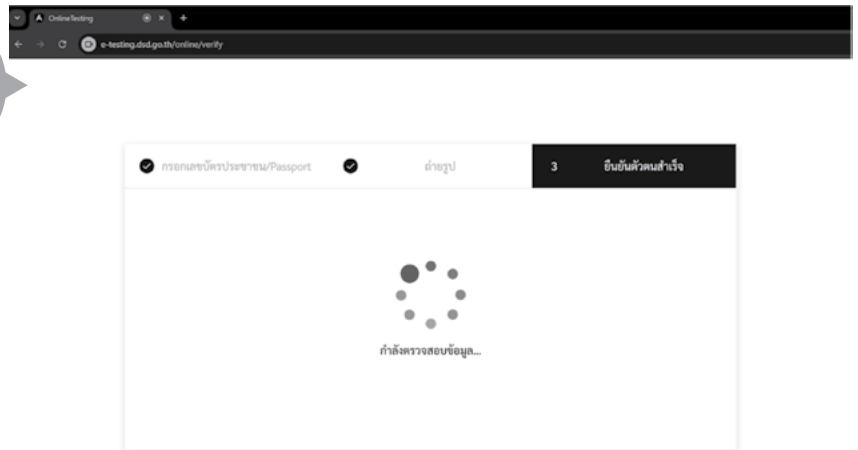 OnlineTesting
e-testing.dsd.go.th/online/verify
กรอกเลขบัตรประชาชน/Passport
ถ่ายรูป
3 ยืนยันตัวตนสำเร็จ
กำลังตรวจสอบข้อมูล...